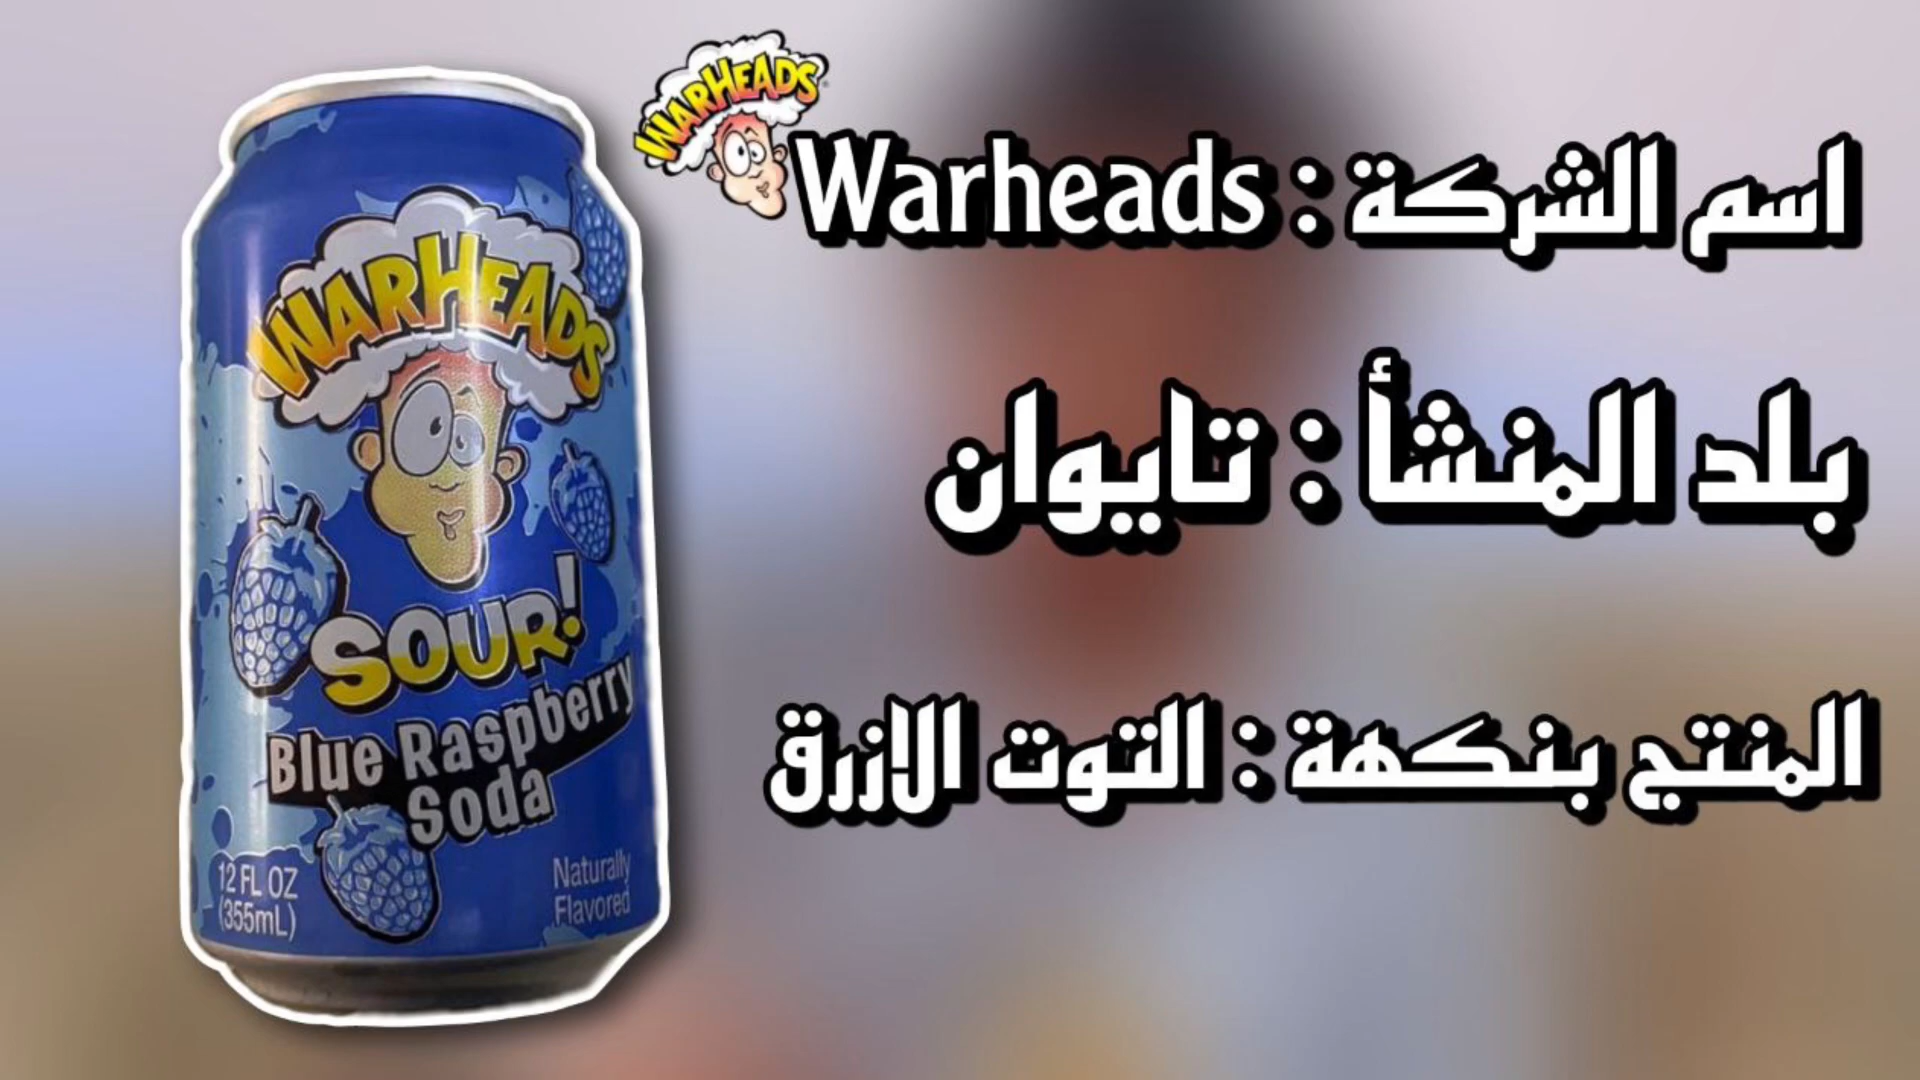 WARHEADS
اسم الشركة : Warheads
بلد المنشأ : تايوان
المنتج بنكهة : التوت الازرق
WARHEADS
SOUR!
Blue Raspberry
Soda
12 FL OZ
(355mL)
Naturally
Flavored